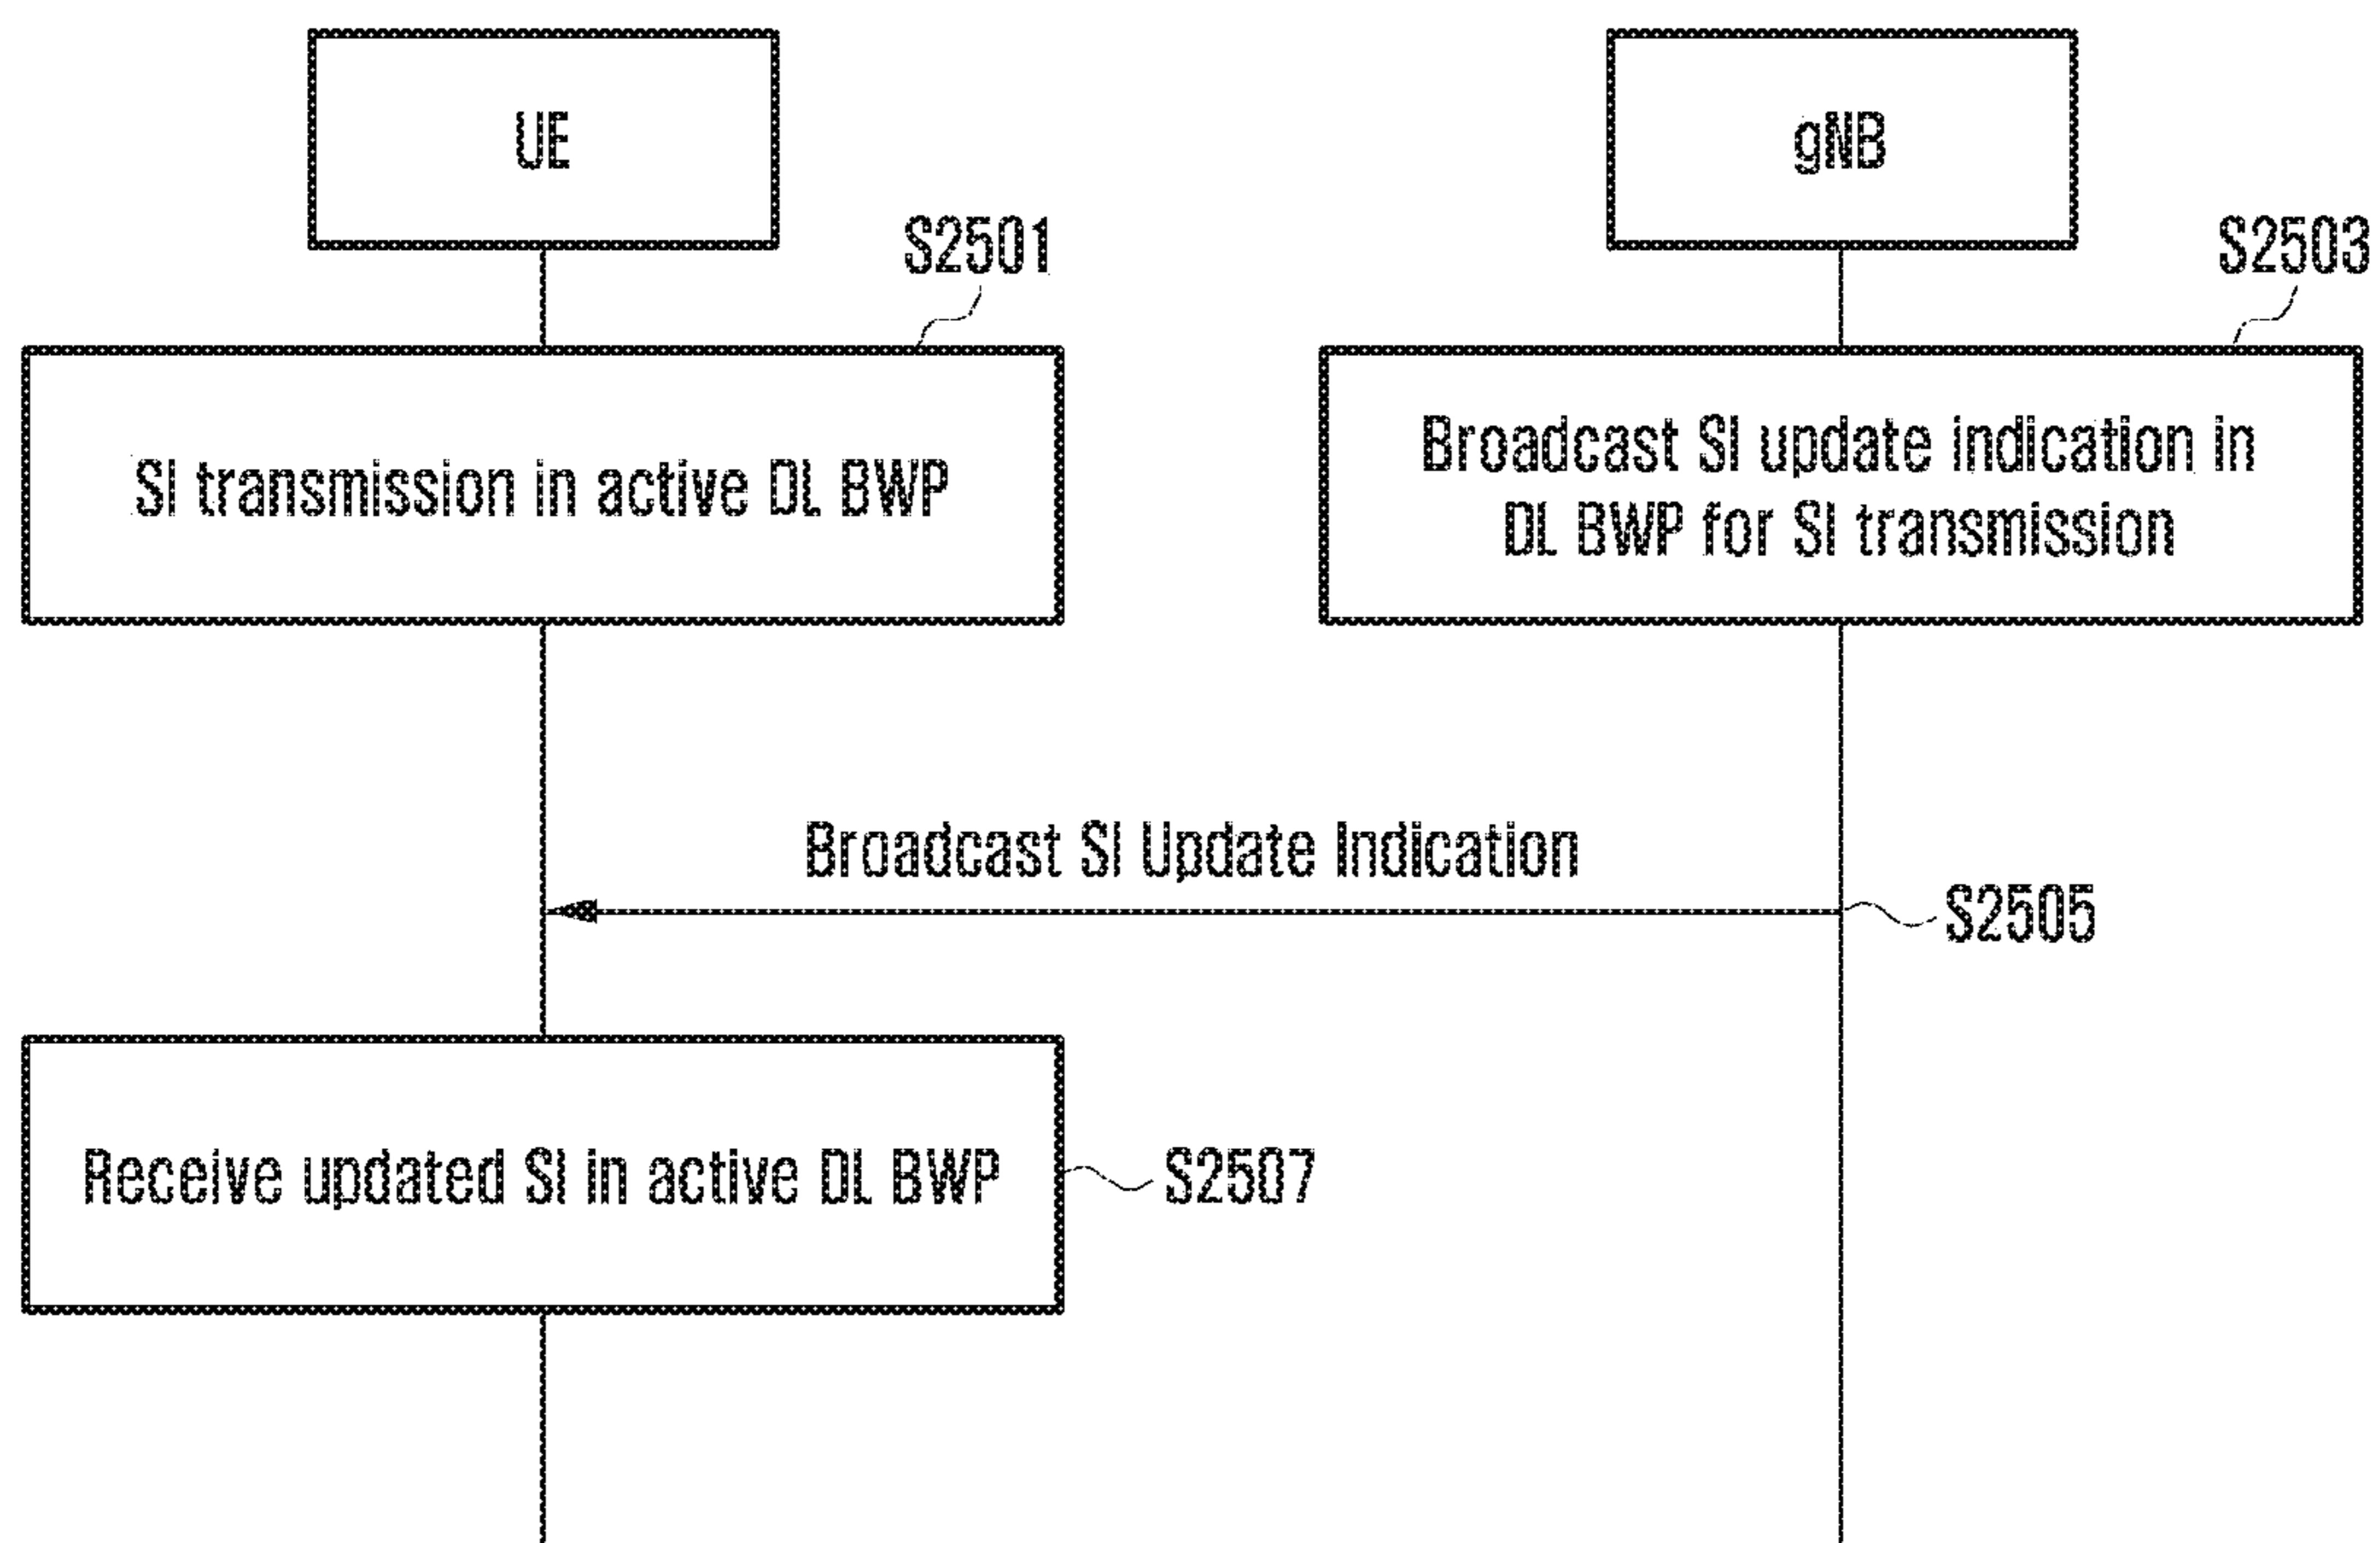 UE
gNB
S2501
S2503
SI transmission in active DL BWP
Broadcast SI update indication in
DL BWP for SI transmission
Broadcast SI Update Indication
S2505
Receive updated SI in active DL BWP
S2507